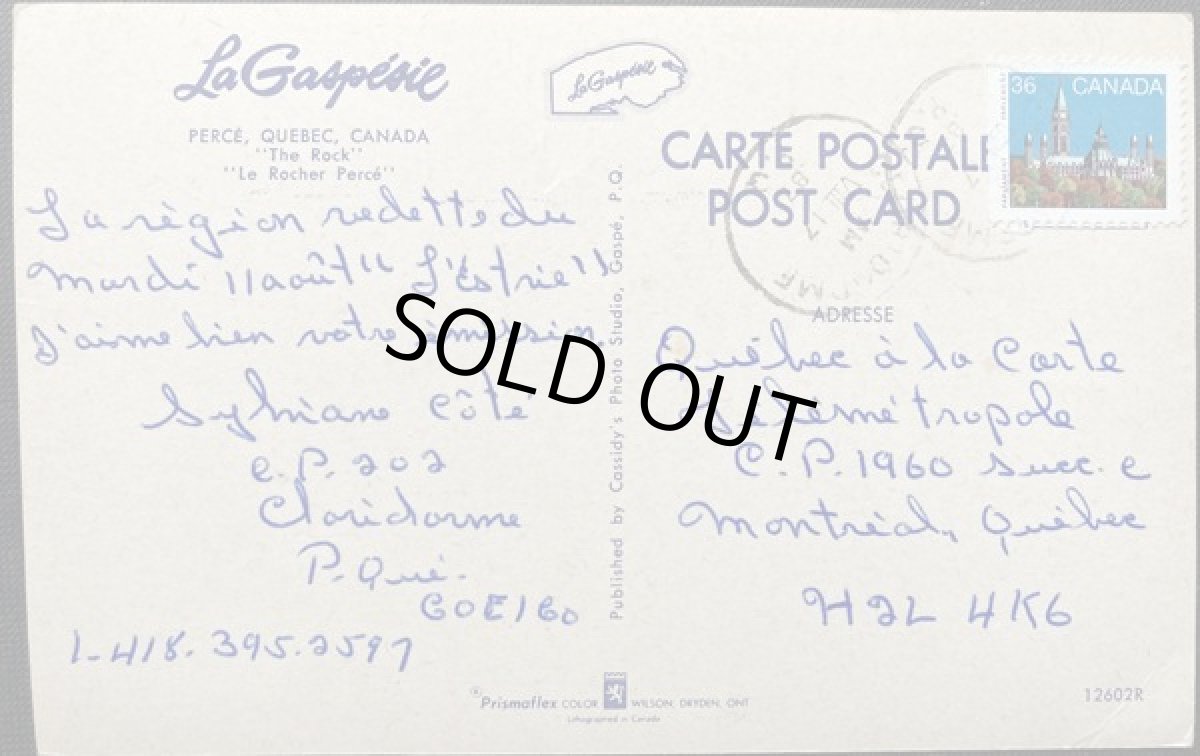 La Gaspésie
PERCÉ, QUEBEC, CANADA
"The Rock"
"Le Rocher Percé"
La région vedette du
mardi 11 août "L'Estrie"
J'aime bien votre émission
Sylviane Côté
C.P. 202
Cloridorme
P. Qué.
G0E 1G0
1-418-395-2597
Published by Cassidy's Photo Studio, Gaspé, P.Q.
La Gaspésie
CARTE POSTALE
POST CARD
36 CANADA
ADRESSE
Québec à la Carte
Télémétropole
C.P. 1960 Succ. C
Montréal, Québec
H2L 4K6
SOLD OUT
Prismaflex COLOR WILSON, DRYDEN, ONT
Lithographed in Canada
12602R